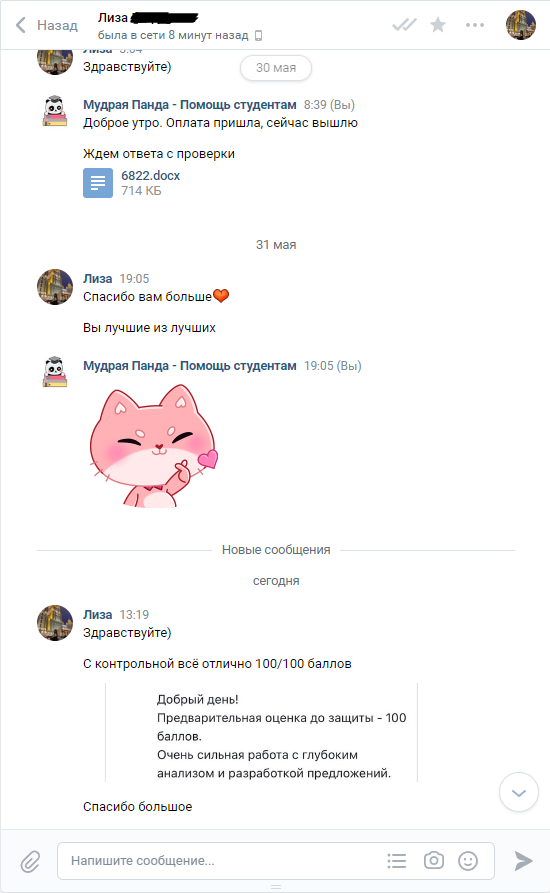 Назад
Лиза
была в сети 8 минут назад
Лиза 5:04
Здравствуйте)
30 мая
Мудрая Панда - Помощь студентам 8:39 (Вы)
Доброе утро. Оплата пришла, сейчас вышлю
Ждем ответа с проверки
6822.docx
714 КБ
31 мая
Лиза 19:05
Спасибо вам больше
Вы лучшие из лучших
Мудрая Панда - Помощь студентам 19:05 (Вы)
Новые сообщения
сегодня
Лиза 13:19
Здравствуйте)
С контрольной всё отлично 100/100 баллов
Добрый день!
Предварительная оценка до защиты - 100
баллов.
Очень сильная работа с глубоким
анализом и разработкой предложений.
Спасибо большое
Напишите сообщение...